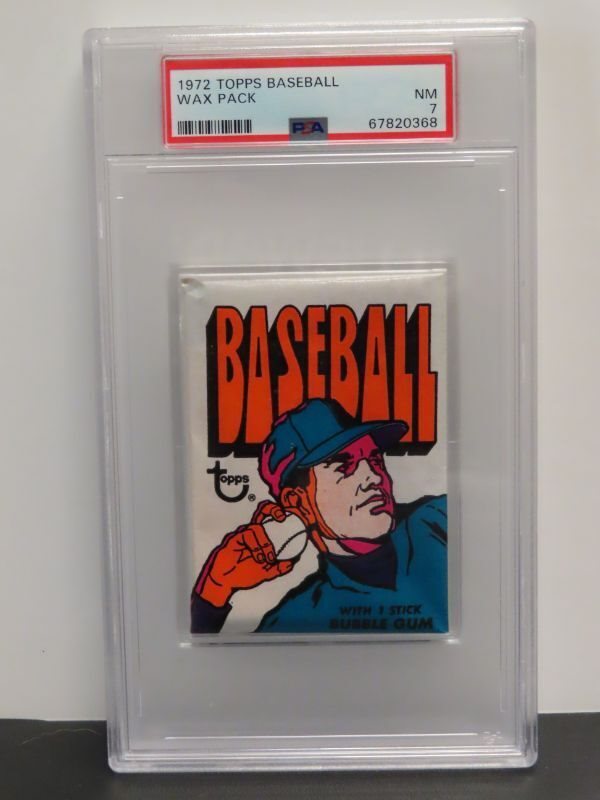 1972 TOPPS BASEBALL
WAX PACK
NM
7
PSA
67820368
BASEBALL
Topps
®
WITH 1 STICK
BUBBLE GUM